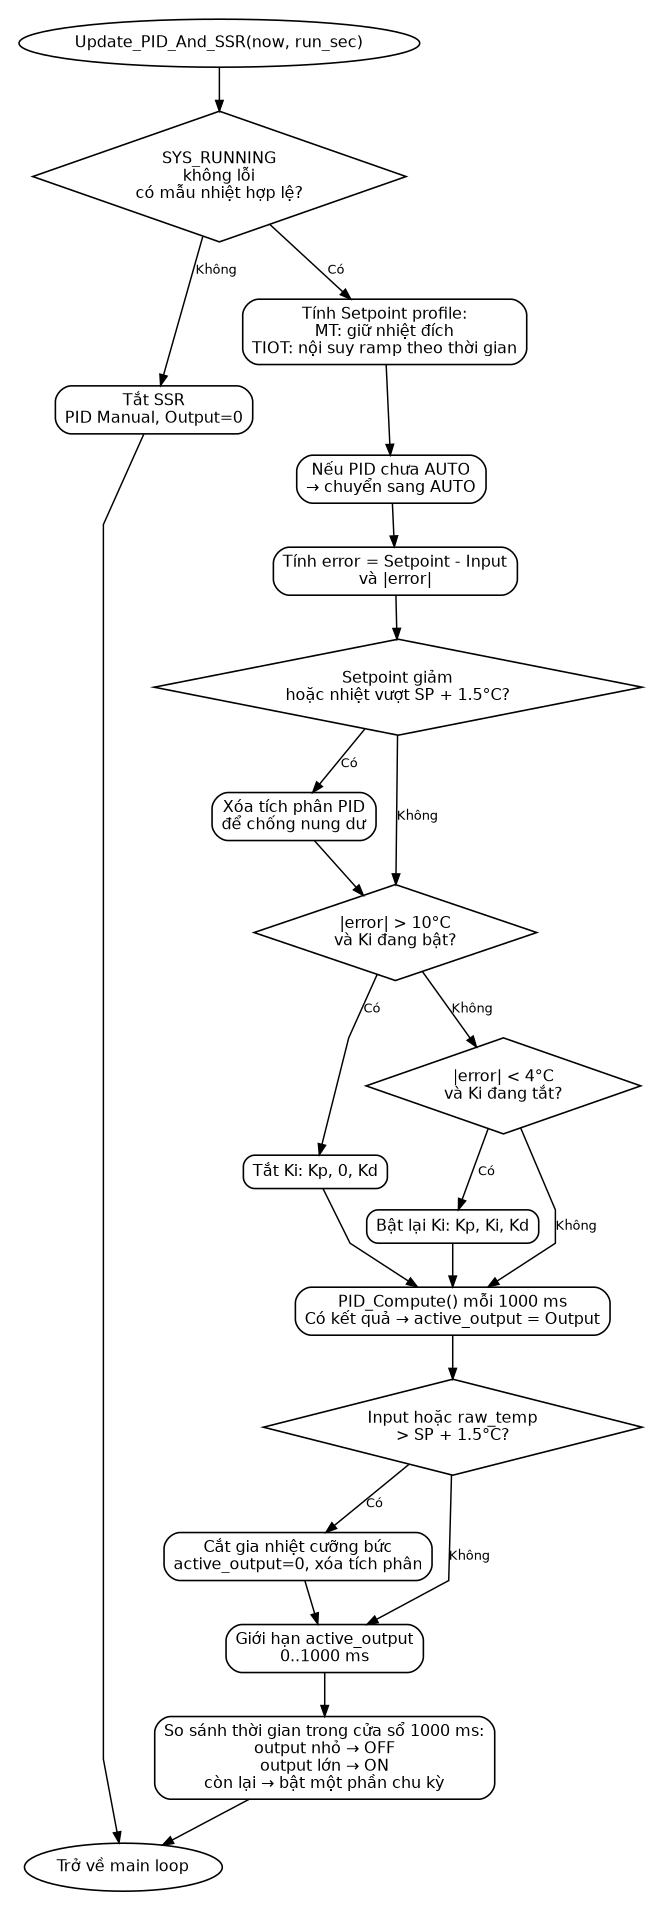 Update_PID_And_SSR(now, run_sec)
SYS_RUNNING
không lỗi
có mẫu nhiệt hợp lệ?
Không
Có
Tính Setpoint profile:
MT: giữ nhiệt đích
TIOT: nội suy ramp theo thời gian
Tắt SSR
PID Manual, Output=0
Nếu PID chưa AUTO
→ chuyển sang AUTO
Tính error = Setpoint - Input
và |error|
Setpoint giảm
hoặc nhiệt vượt SP + 1.5°C?
Có
Không
Xóa tích phân PID
để chống nung dư
|error| > 10°C
và Ki đang bật?
Có
Không
|error| < 4°C
và Ki đang tắt?
Tắt Ki: Kp, 0, Kd
Có
Không
Bật lại Ki: Kp, Ki, Kd
PID_Compute() mỗi 1000 ms
Có kết quả → active_output = Output
Input hoặc raw_temp
> SP + 1.5°C?
Có
Không
Cắt gia nhiệt cưỡng bức
active_output=0, xóa tích phân
Giới hạn active_output
0..1000 ms
So sánh thời gian trong cửa sổ 1000 ms:
output nhỏ → OFF
output lớn → ON
còn lại → bật một phần chu kỳ
Trở về main loop